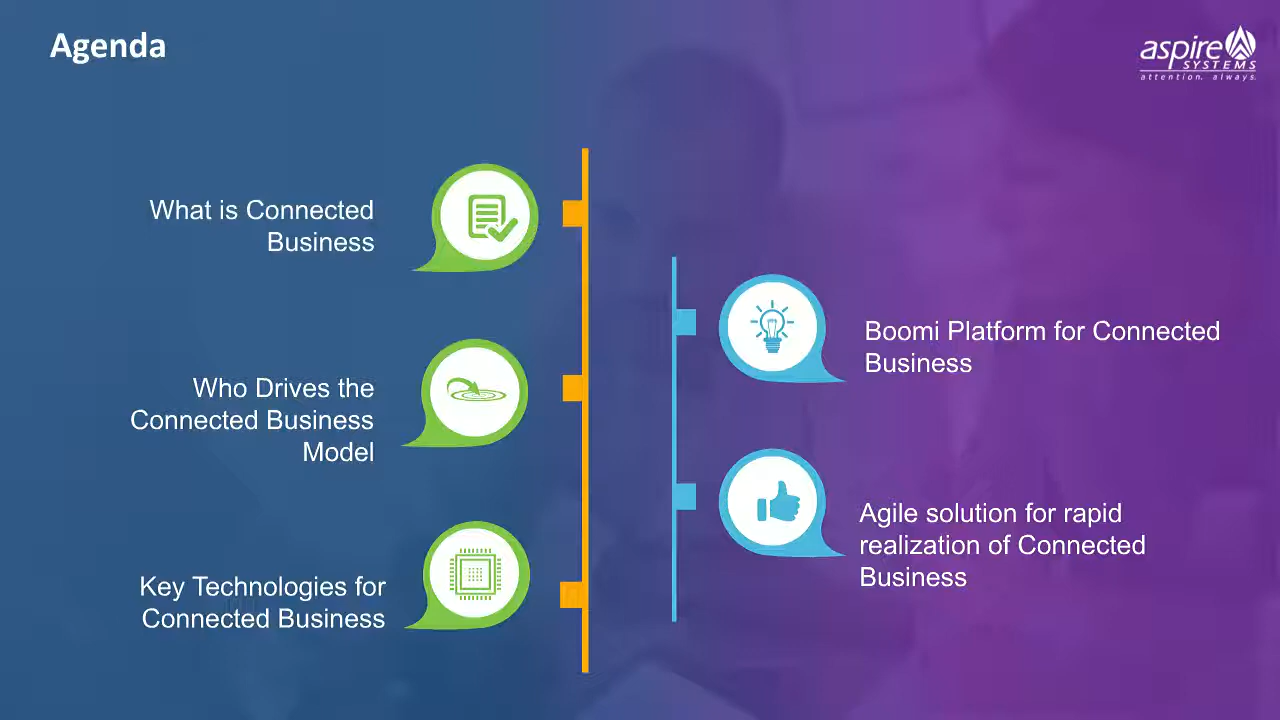 Agenda
aspire
SYSTEMS
attention. always.
What is Connected
Business
Who Drives the
Connected Business
Model
Key Technologies for
Connected Business
Boomi Platform for Connected
Business
Agile solution for rapid
realization of Connected
Business